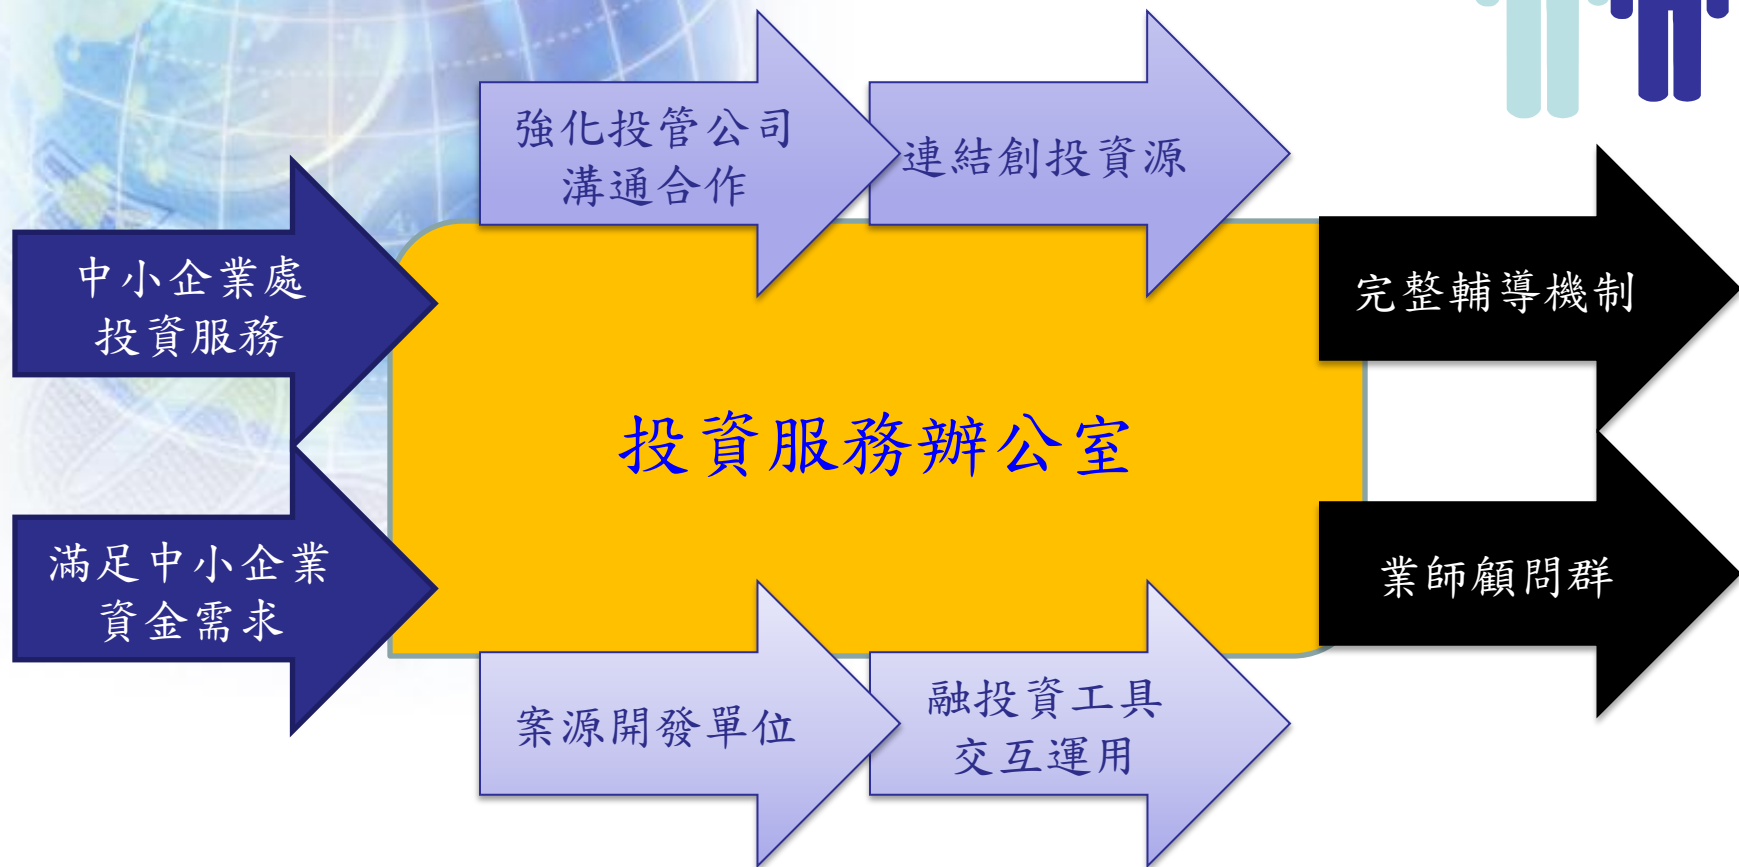 強化投管公司
溝通合作
連結創投資源
中小企業處
投資服務
完整輔導機制
投資服務辦公室
滿足中小企業
資金需求
業師顧問群
案源開發單位
融投資工具
交互運用